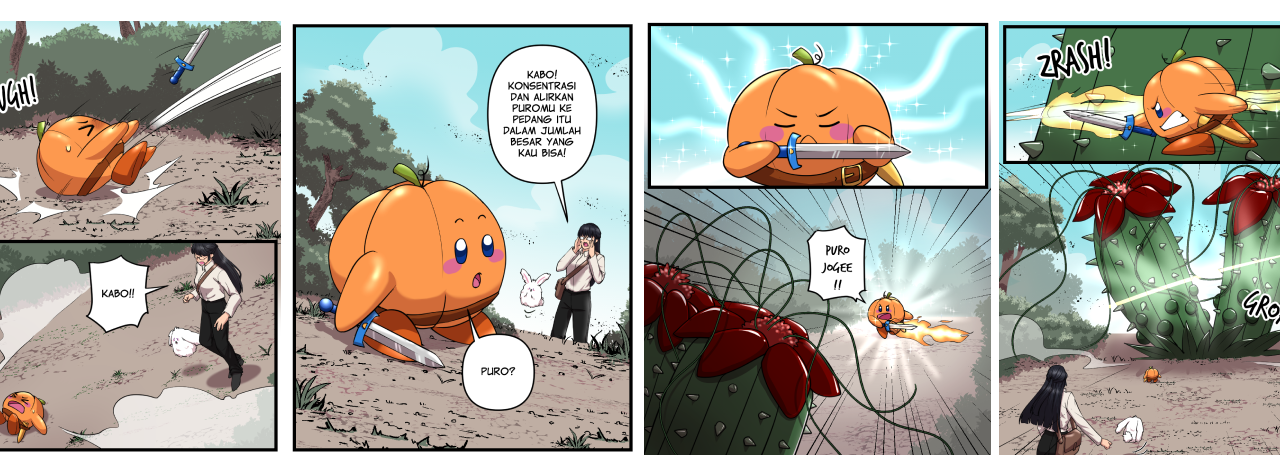 UGH!
KABO!!
KABO!
KONSENTRASI
DAN ALIRKAN
PUROMU KE
PEDANG ITU
DALAM JUMLAH
BESAR YANG
KAU BISA!
PURO?
PURO
JOGEE
!!
ZRASH!